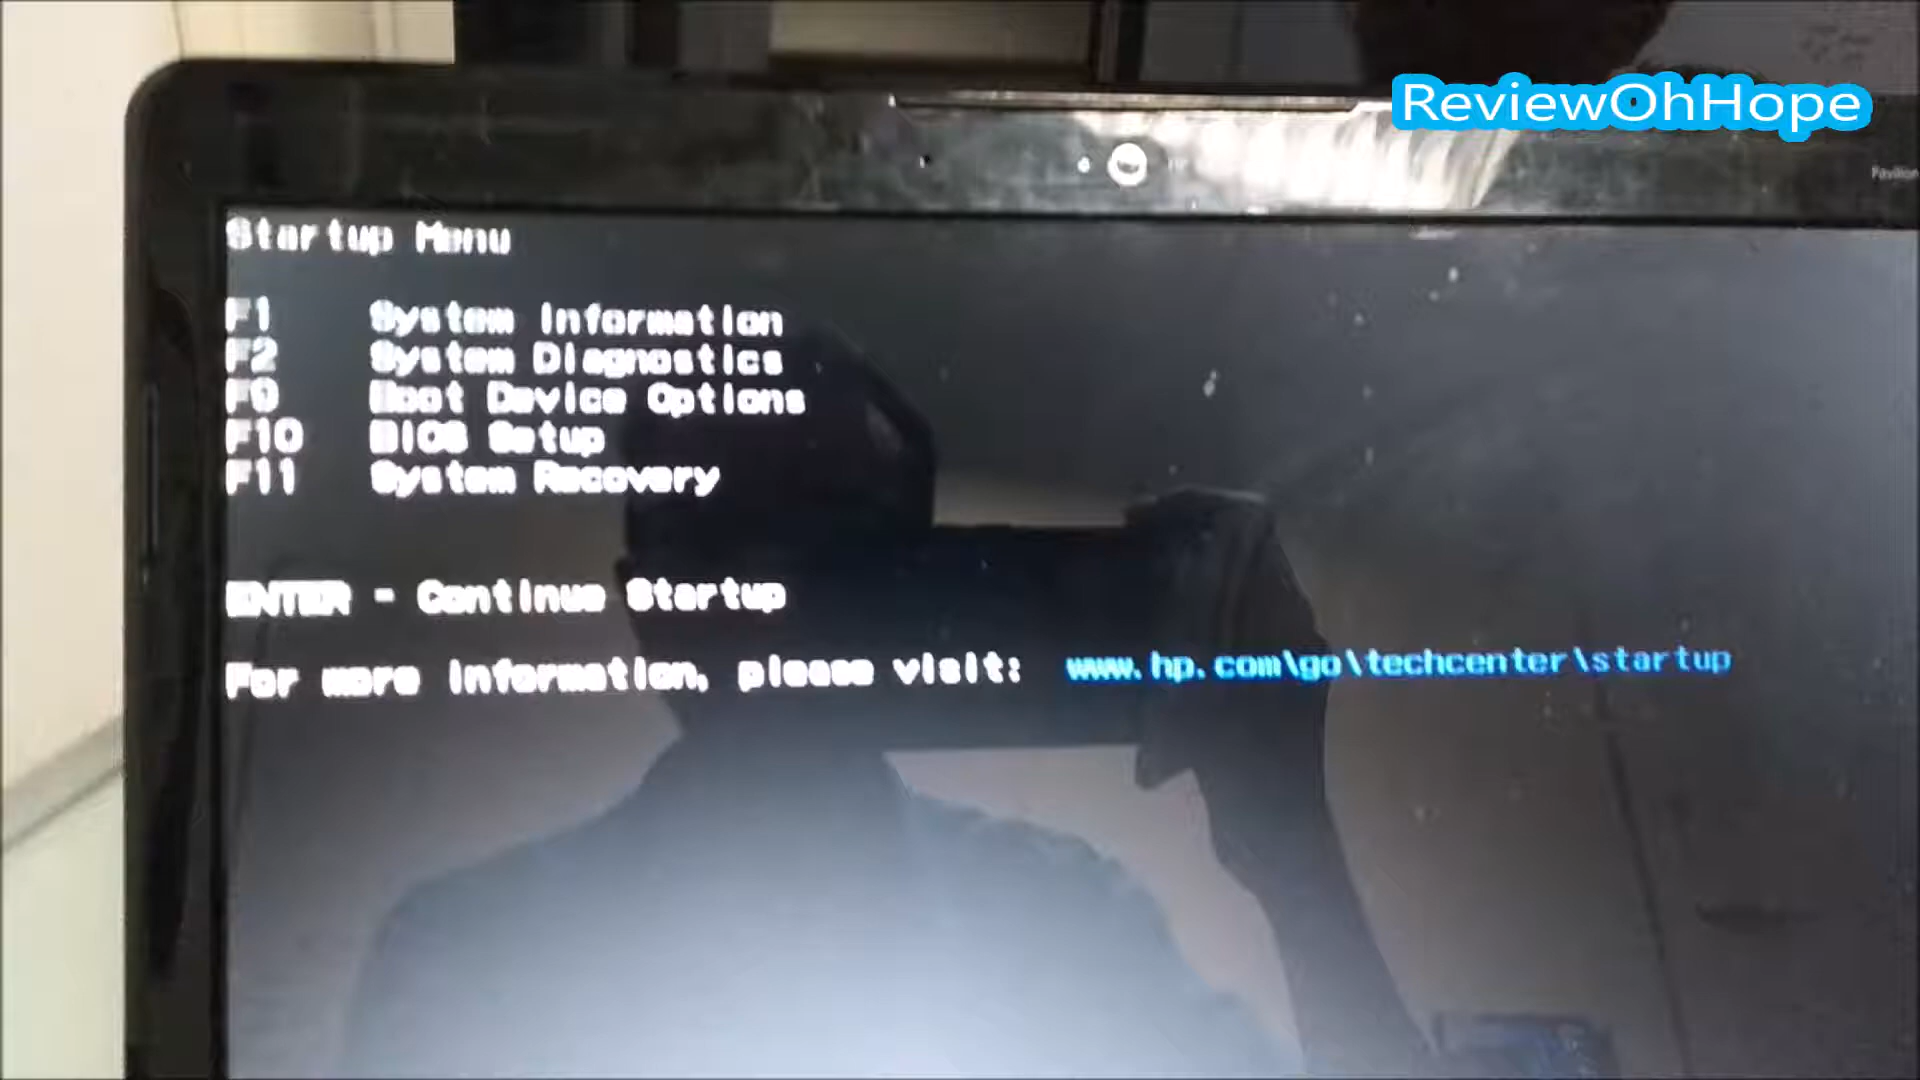 ReviewOhHope
Pavilion
Startup Menu
F1 System Information
F2 System Diagnostics
F9 Boot Device Options
F10 BIOS Setup
F11 System Recovery
ENTER - Continue Startup
For more information, please visit: www.hp.com\go\techcenter\startup